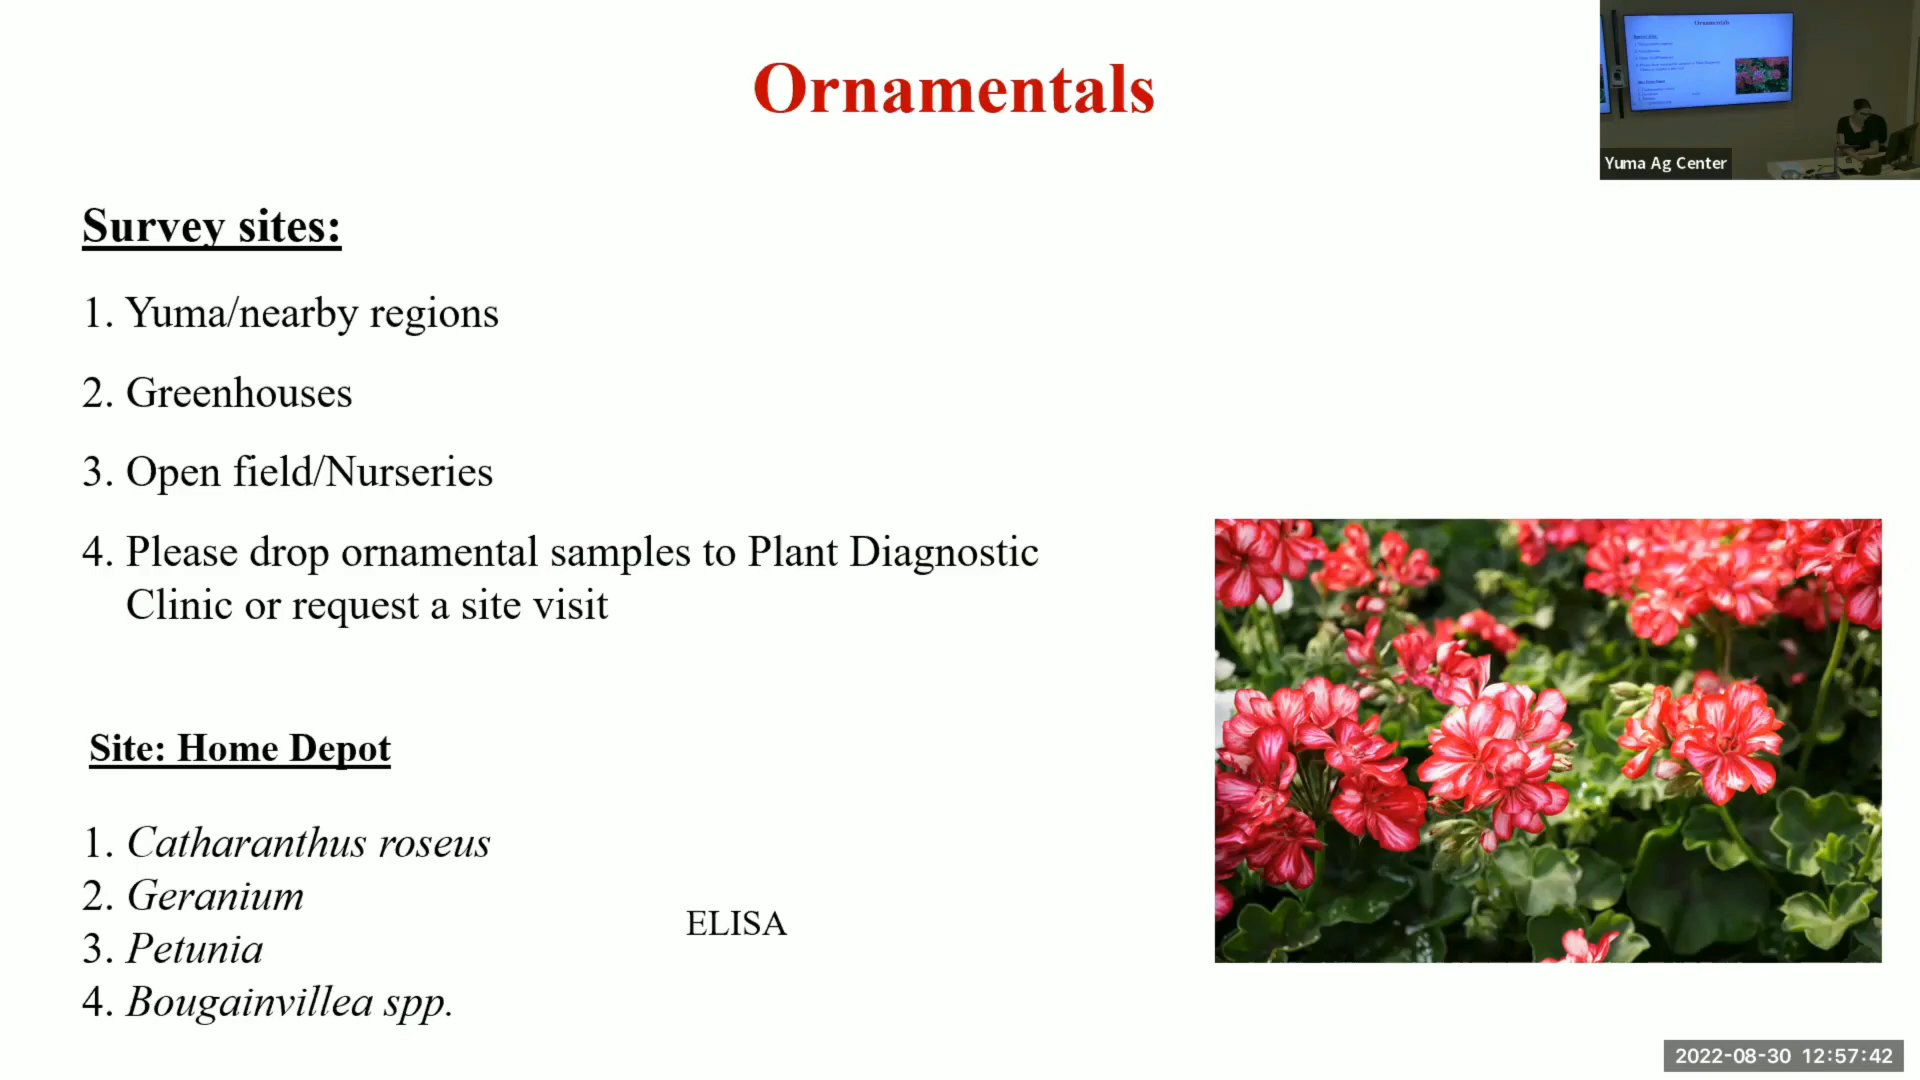 Ornamentals
Yuma Ag Center
Survey sites:
1. Yuma/nearby regions
2. Greenhouses
3. Open field/Nurseries
4. Please drop ornamental samples to Plant Diagnostic
Clinic or request a site visit
Site: Home Depot
1. Catharanthus roseus
2. Geranium
3. Petunia
4. Bougainvillea spp.
ELISA
2022-08-30 12:57:42